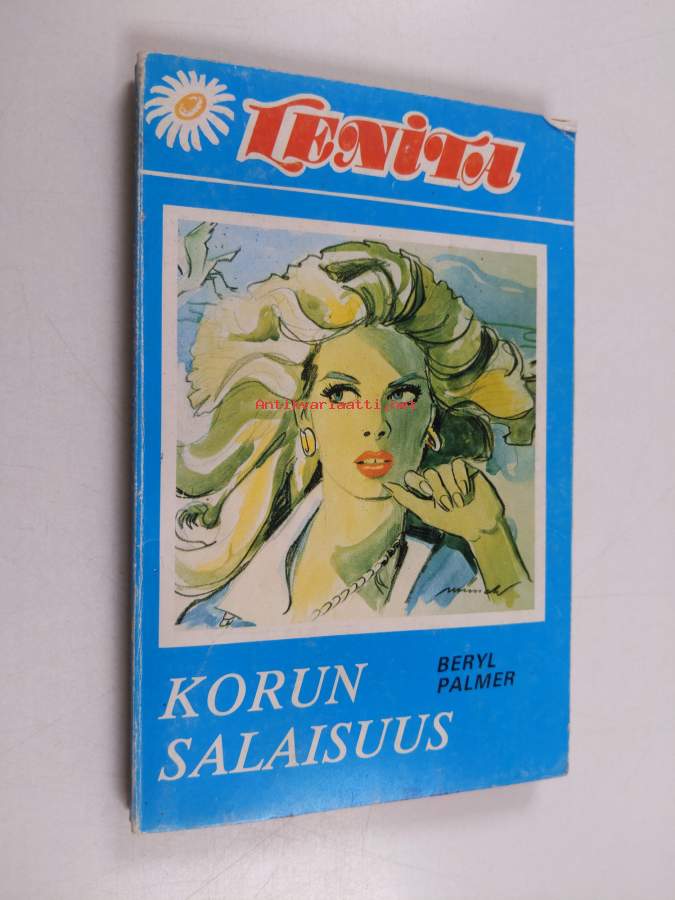 LENiTA
Antikvariaatti.net
KORUN
SALAISUUS
BERYL
PALMER